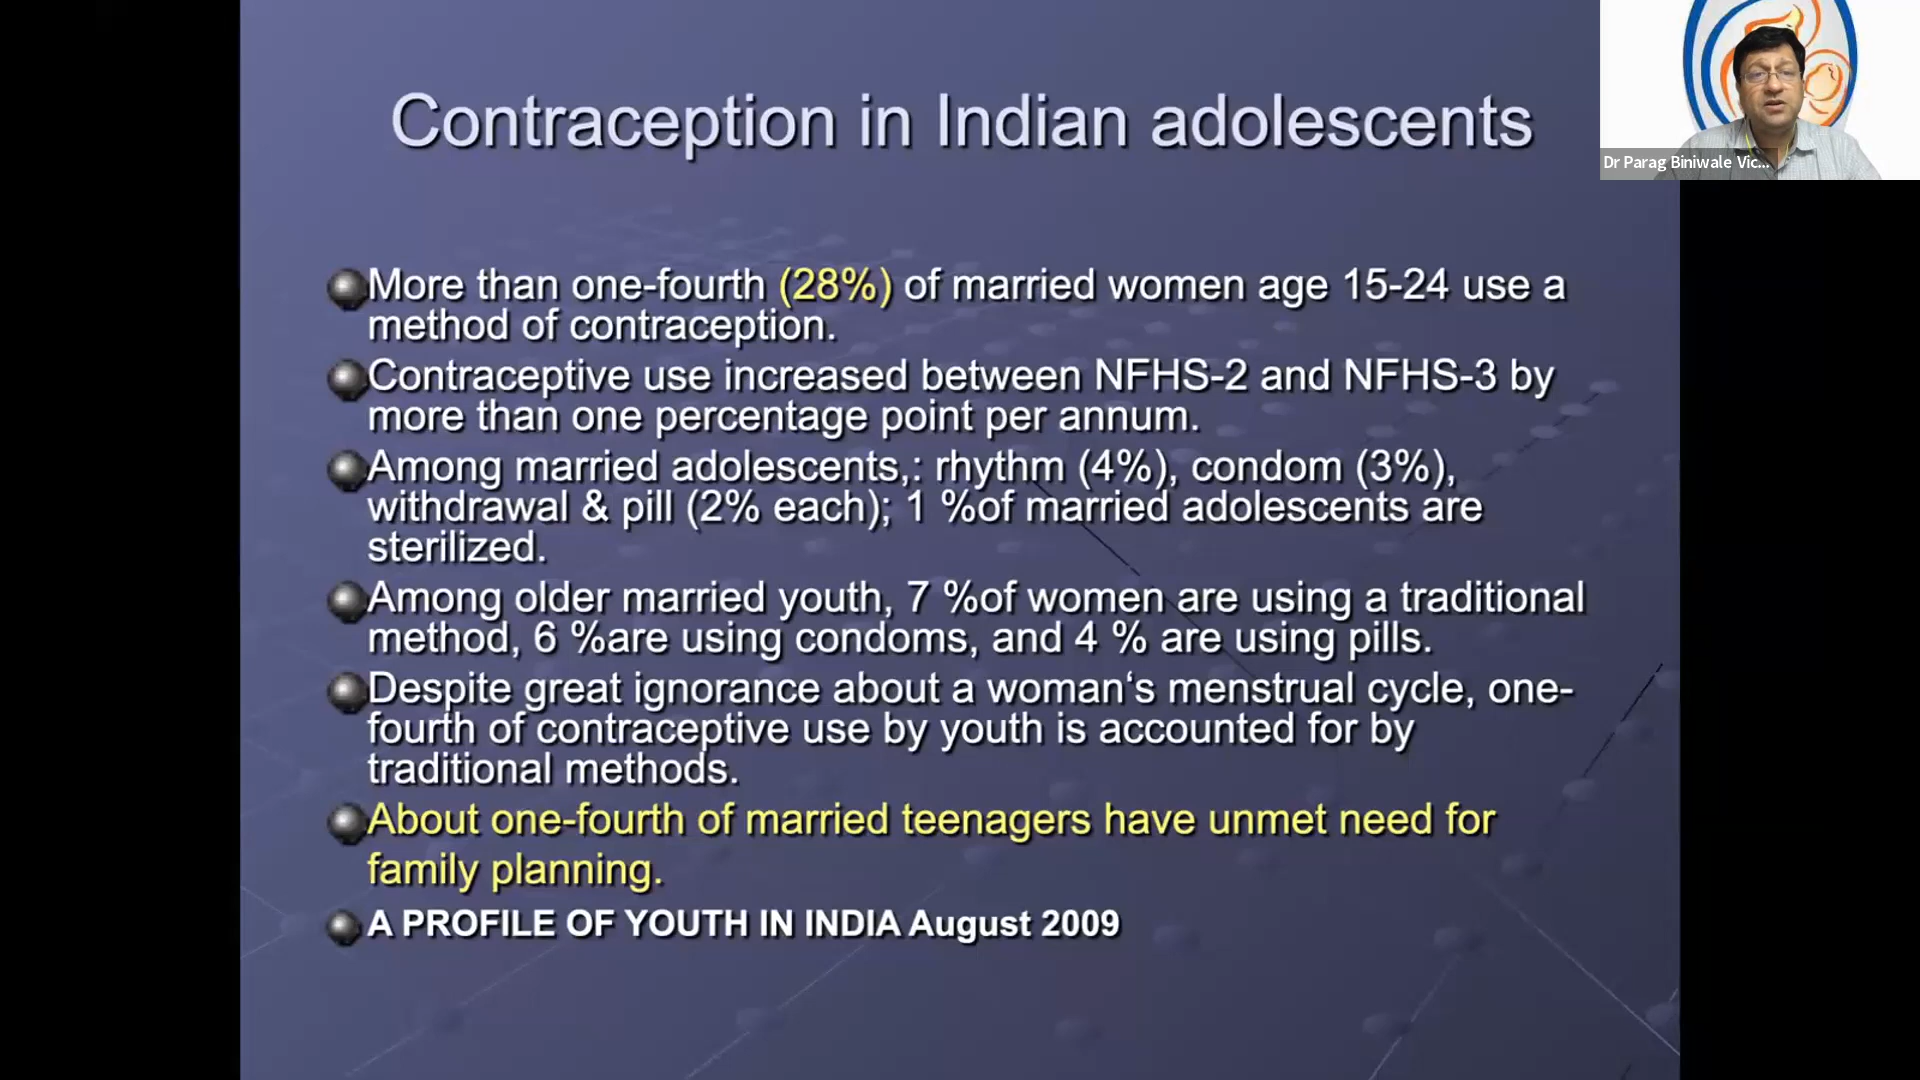 Contraception in Indian adolescents
Dr Parag Biniwale Vic...
More than one-fourth (28%) of married women age 15-24 use a
method of contraception.
Contraceptive use increased between NFHS-2 and NFHS-3 by
more than one percentage point per annum.
Among married adolescents,: rhythm (4%), condom (3%),
withdrawal & pill (2% each); 1 %of married adolescents are
sterilized.
Among older married youth, 7 %of women are using a traditional
method, 6 %are using condoms, and 4 % are using pills.
Despite great ignorance about a woman‘s menstrual cycle, one-
fourth of contraceptive use by youth is accounted for by
traditional methods.
About one-fourth of married teenagers have unmet need for
family planning.
A PROFILE OF YOUTH IN INDIA August 2009